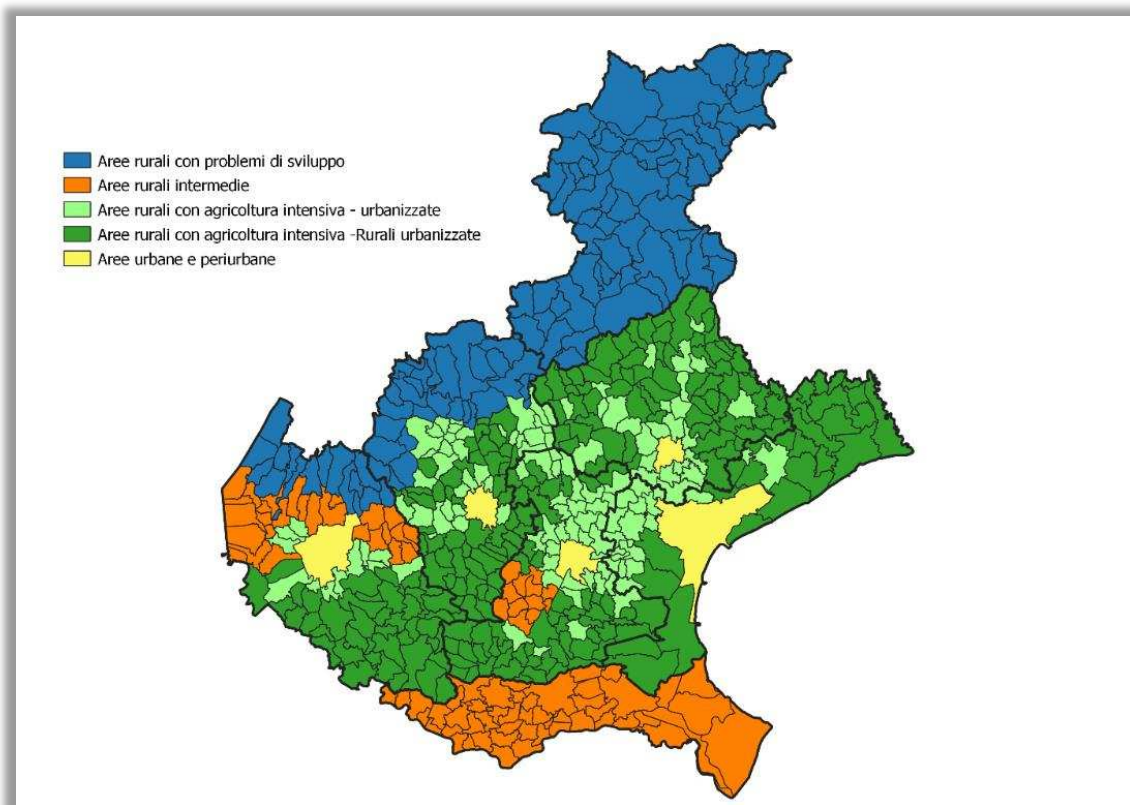 Aree rurali con problemi di sviluppo
Aree rurali intermedie
Aree rurali con agricoltura intensiva - urbanizzate
Aree rurali con agricoltura intensiva -Rurali urbanizzate
Aree urbane e periurbane